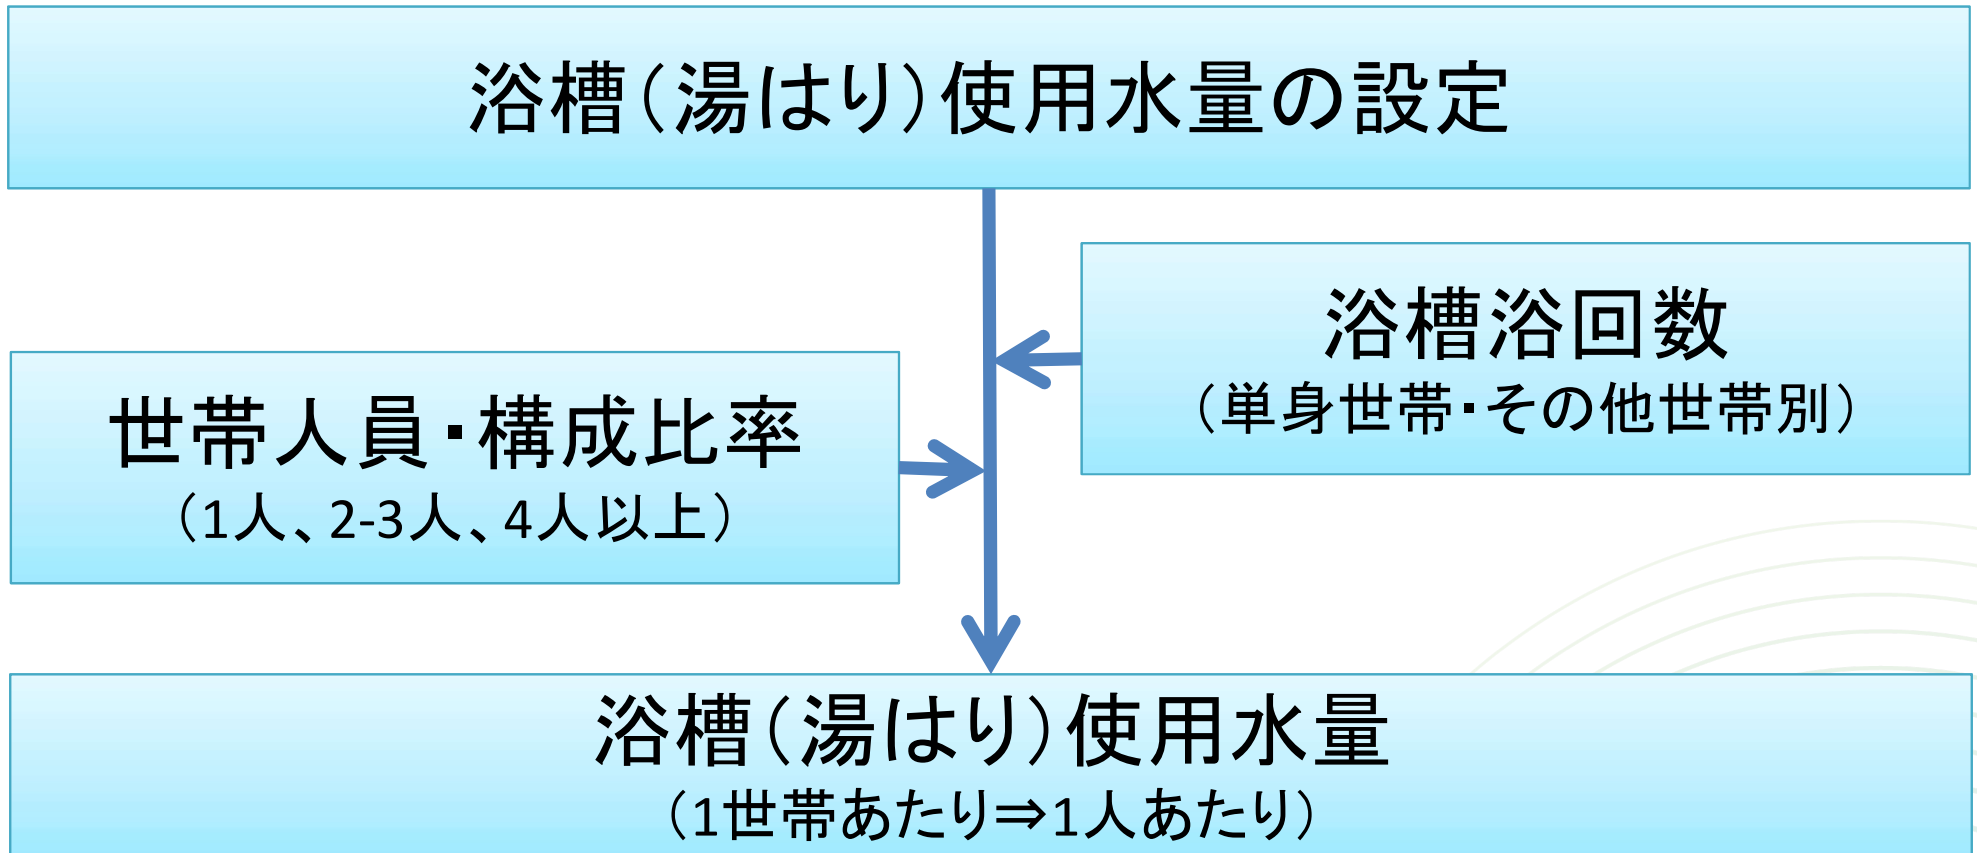 浴槽（湯はり）使用水量の設定
浴槽浴回数
（単身世帯・その他世帯別）
世帯人員・構成比率
（1人、2-3人、4人以上）
浴槽（湯はり）使用水量
（1世帯あたり⇒1人あたり）